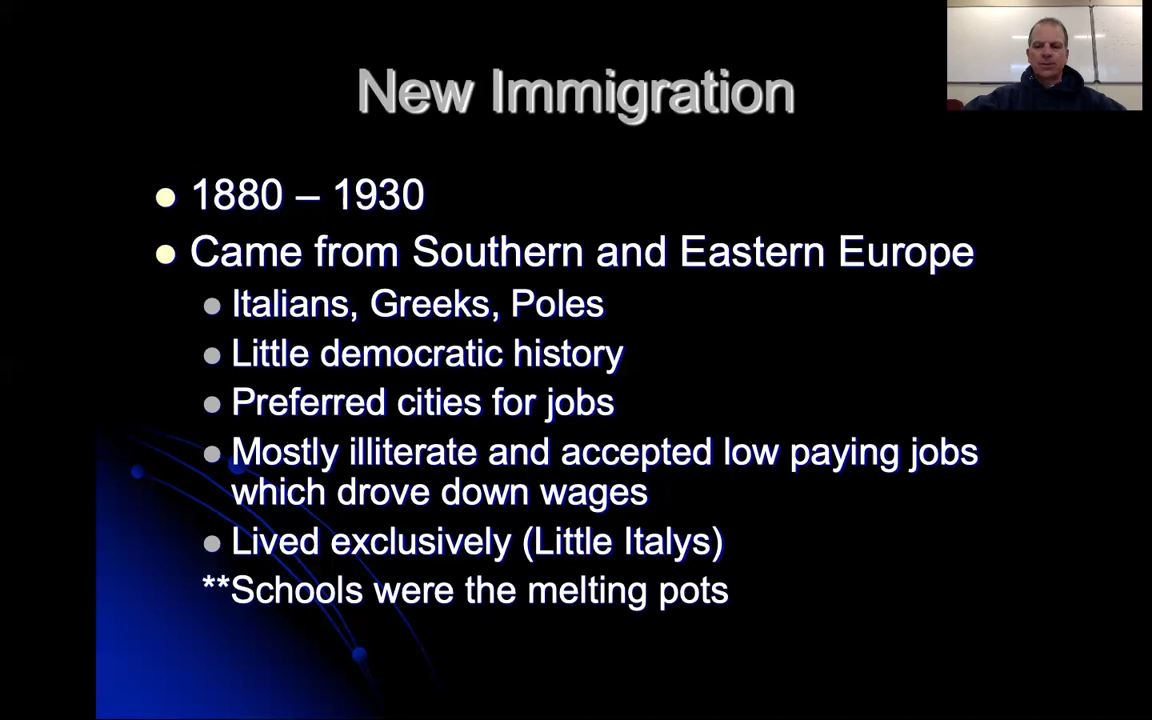 New Immigration
1880 – 1930
Came from Southern and Eastern Europe
Italians, Greeks, Poles
Little democratic history
Preferred cities for jobs
Mostly illiterate and accepted low paying jobs
which drove down wages
Lived exclusively (Little Italys)
**Schools were the melting pots